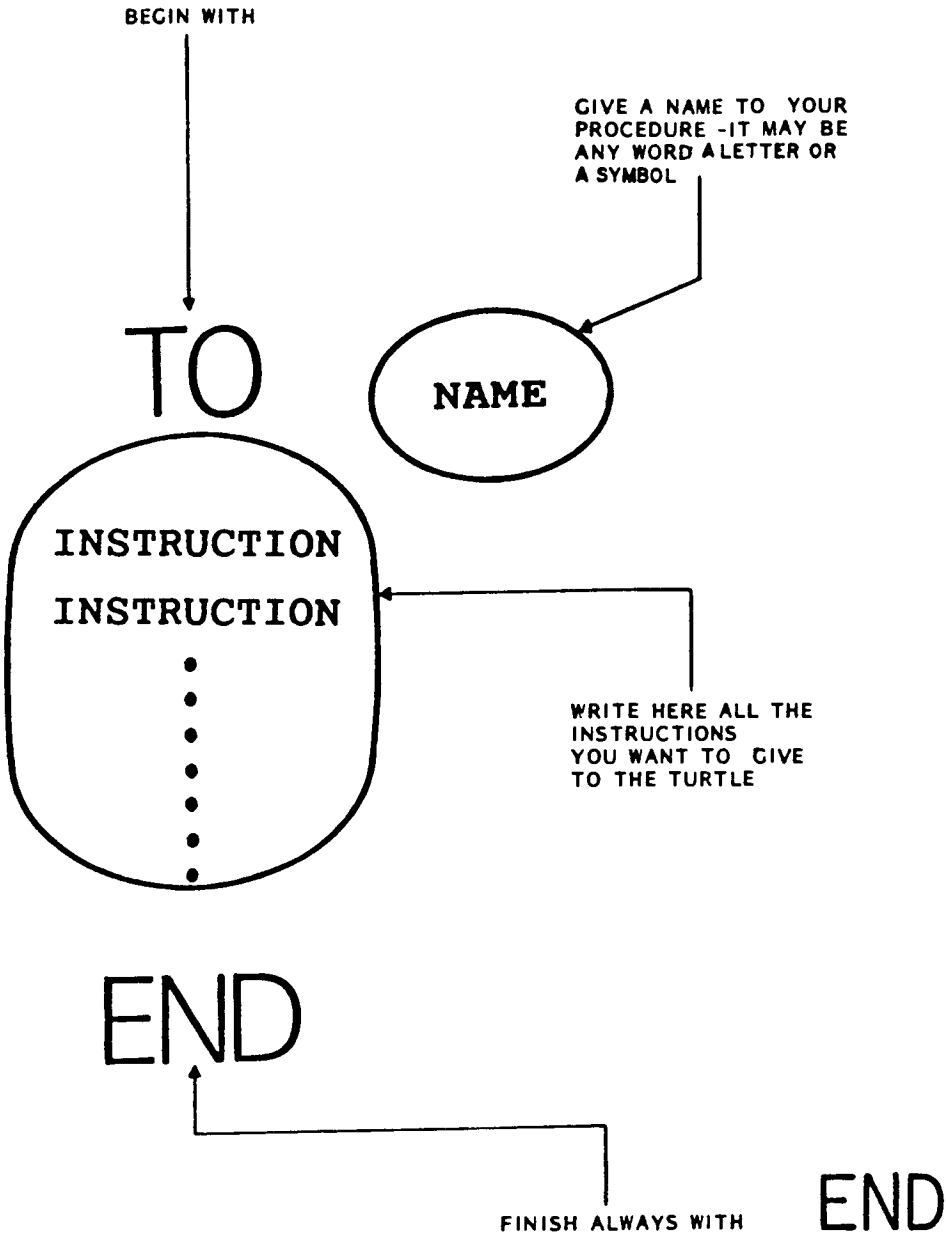 BEGIN WITH
GIVE A NAME TO YOUR
PROCEDURE -IT MAY BE
ANY WORD A LETTER OR
A SYMBOL
TO
NAME
INSTRUCTION
INSTRUCTION
WRITE HERE ALL THE
INSTRUCTIONS
YOU WANT TO GIVE
TO THE TURTLE
END
FINISH ALWAYS WITH END